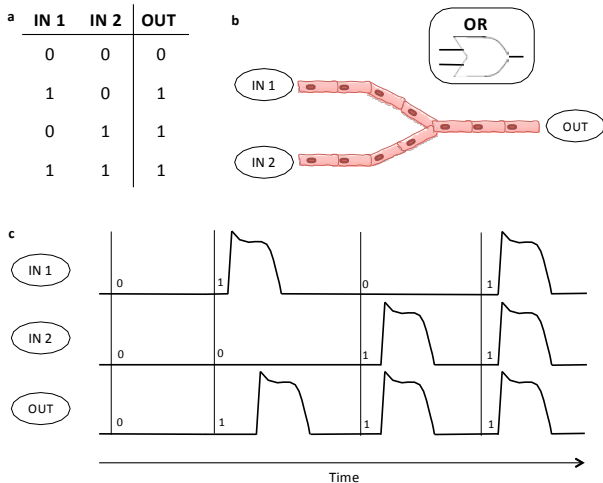 a IN 1 IN 2 OUT
0 0 0
1 0 1
0 1 1
1 1 1
b
OR
IN 1
IN 2
OUT
c
IN 1
0 1 0 1
IN 2
0 0 1 1
OUT
0 1 1 1
Time